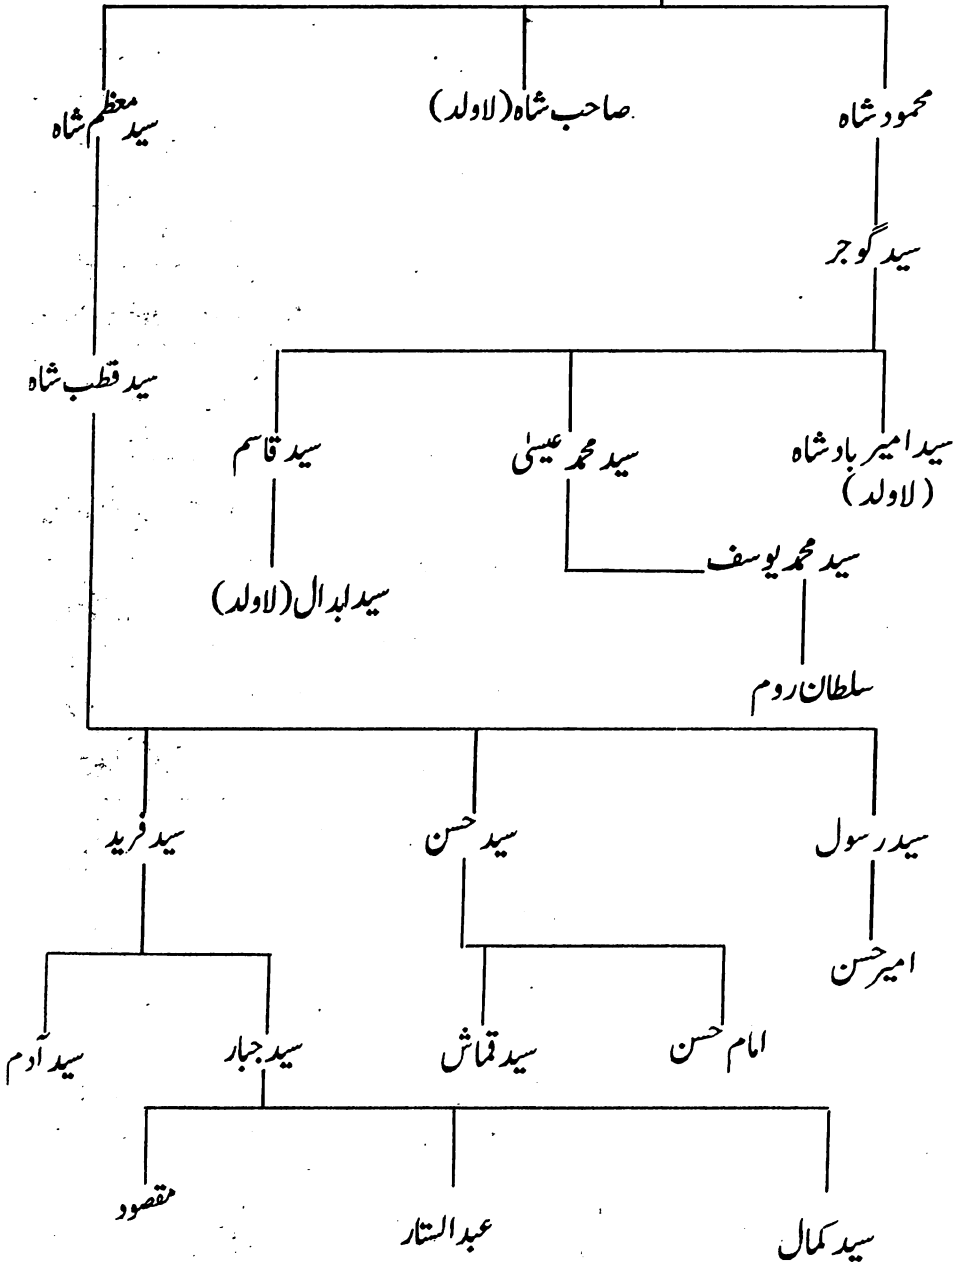 محمود شاہ
صاحب شاہ (لاولد)
سید معظم شاہ
سید گوجر
سید قطب شاہ
سید امیر بادشاہ
(لاولد)
سید محمد عیسیٰ
سید قاسم
سید محمد یوسف
سید ابدال (لاولد)
سلطان روم
سید رسول
سید حسن
سید فرید
امیر حسن
امام حسن
سید قماش
سید جبار
سید آدم
سید کمال
عبدالستار
مقصود